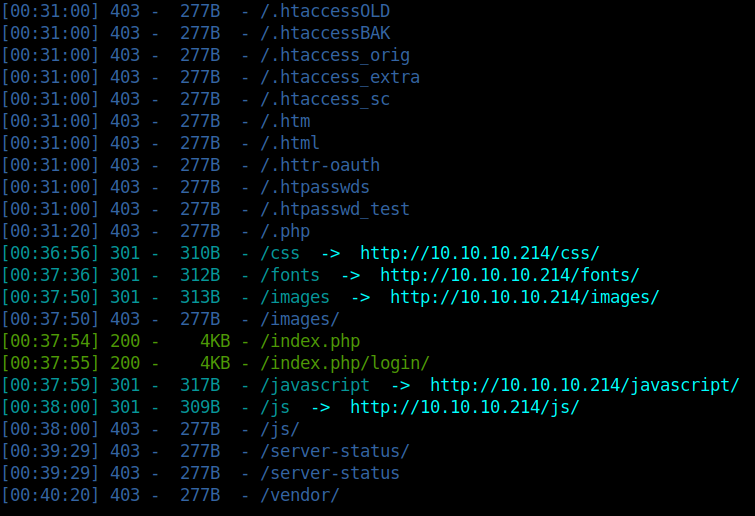 [00:31:00] 403 -  277B  - /.htaccessOLD
[00:31:00] 403 -  277B  - /.htaccessBAK
[00:31:00] 403 -  277B  - /.htaccess_orig
[00:31:00] 403 -  277B  - /.htaccess_extra
[00:31:00] 403 -  277B  - /.htaccess_sc
[00:31:00] 403 -  277B  - /.htm
[00:31:00] 403 -  277B  - /.html
[00:31:00] 403 -  277B  - /.httr-oauth
[00:31:00] 403 -  277B  - /.htpasswds
[00:31:00] 403 -  277B  - /.htpasswd_test
[00:31:20] 403 -  277B  - /.php
[00:36:56] 301 -  310B  - /css  ->  http://10.10.10.214/css/
[00:37:36] 301 -  312B  - /fonts  ->  http://10.10.10.214/fonts/
[00:37:50] 301 -  313B  - /images  ->  http://10.10.10.214/images/
[00:37:50] 403 -  277B  - /images/
[00:37:54] 200 -    4KB - /index.php
[00:37:55] 200 -    4KB - /index.php/login/
[00:37:59] 301 -  317B  - /javascript  ->  http://10.10.10.214/javascript/
[00:38:00] 301 -  309B  - /js  ->  http://10.10.10.214/js/
[00:38:00] 403 -  277B  - /js/
[00:39:29] 403 -  277B  - /server-status/
[00:39:29] 403 -  277B  - /server-status
[00:40:20] 403 -  277B  - /vendor/